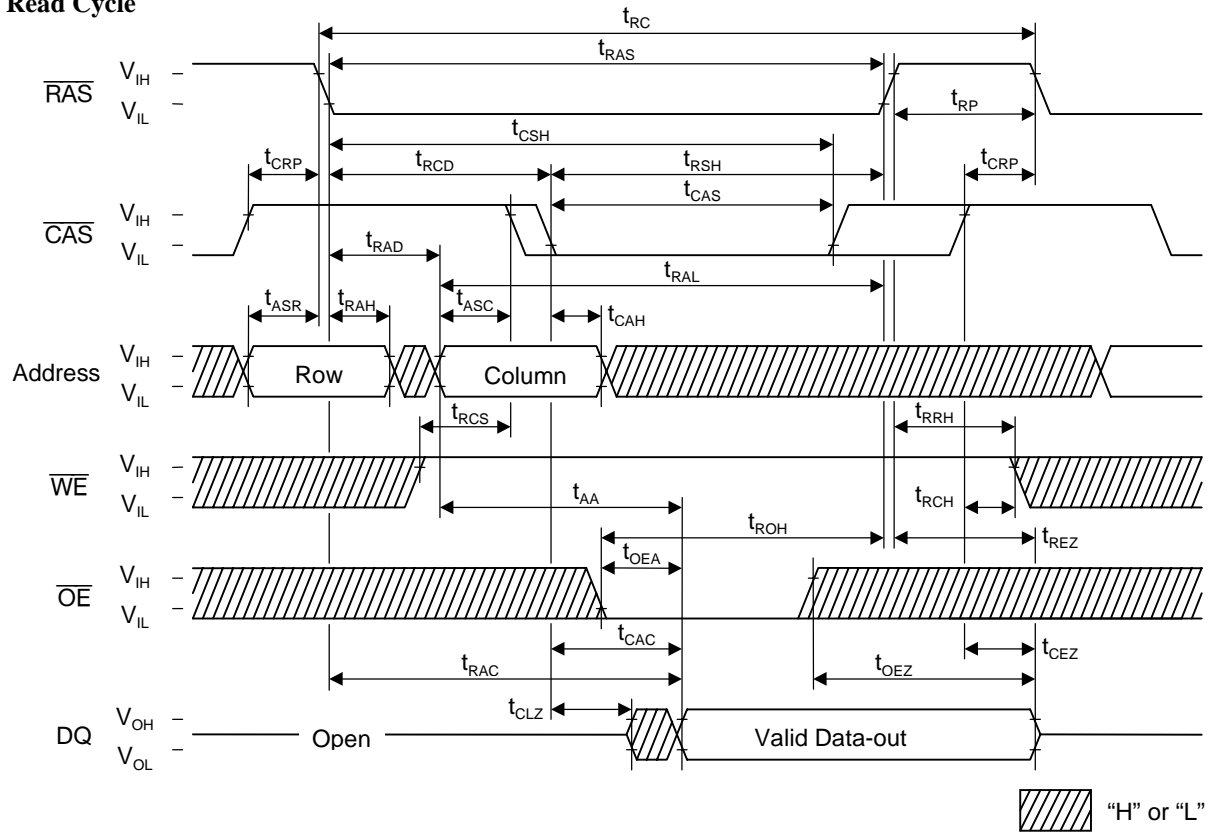 Read Cycle
tRC
VIH
tRAS
RAS
VIL
tRP
tCSH
tCRP
tRCD
tRSH
tCRP
tCAS
VIH
CAS
VIL
tRAD
tRAL
tASR
tRAH
tASC
tCAH
VIH
Address
Row
Column
VIL
tRCS
tRRH
VIH
WE
VIL
tAA
tRCH
tROH
tREZ
tOEA
VIH
OE
VIL
tCAC
tCEZ
tRAC
tOEZ
tCLZ
VOH
DQ
Open
Valid Data-out
VOL
“H” or “L”